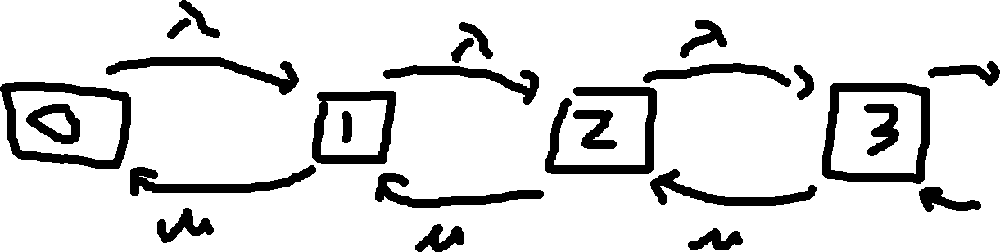 λ λ λ
0 1 2 3
μ μ μ